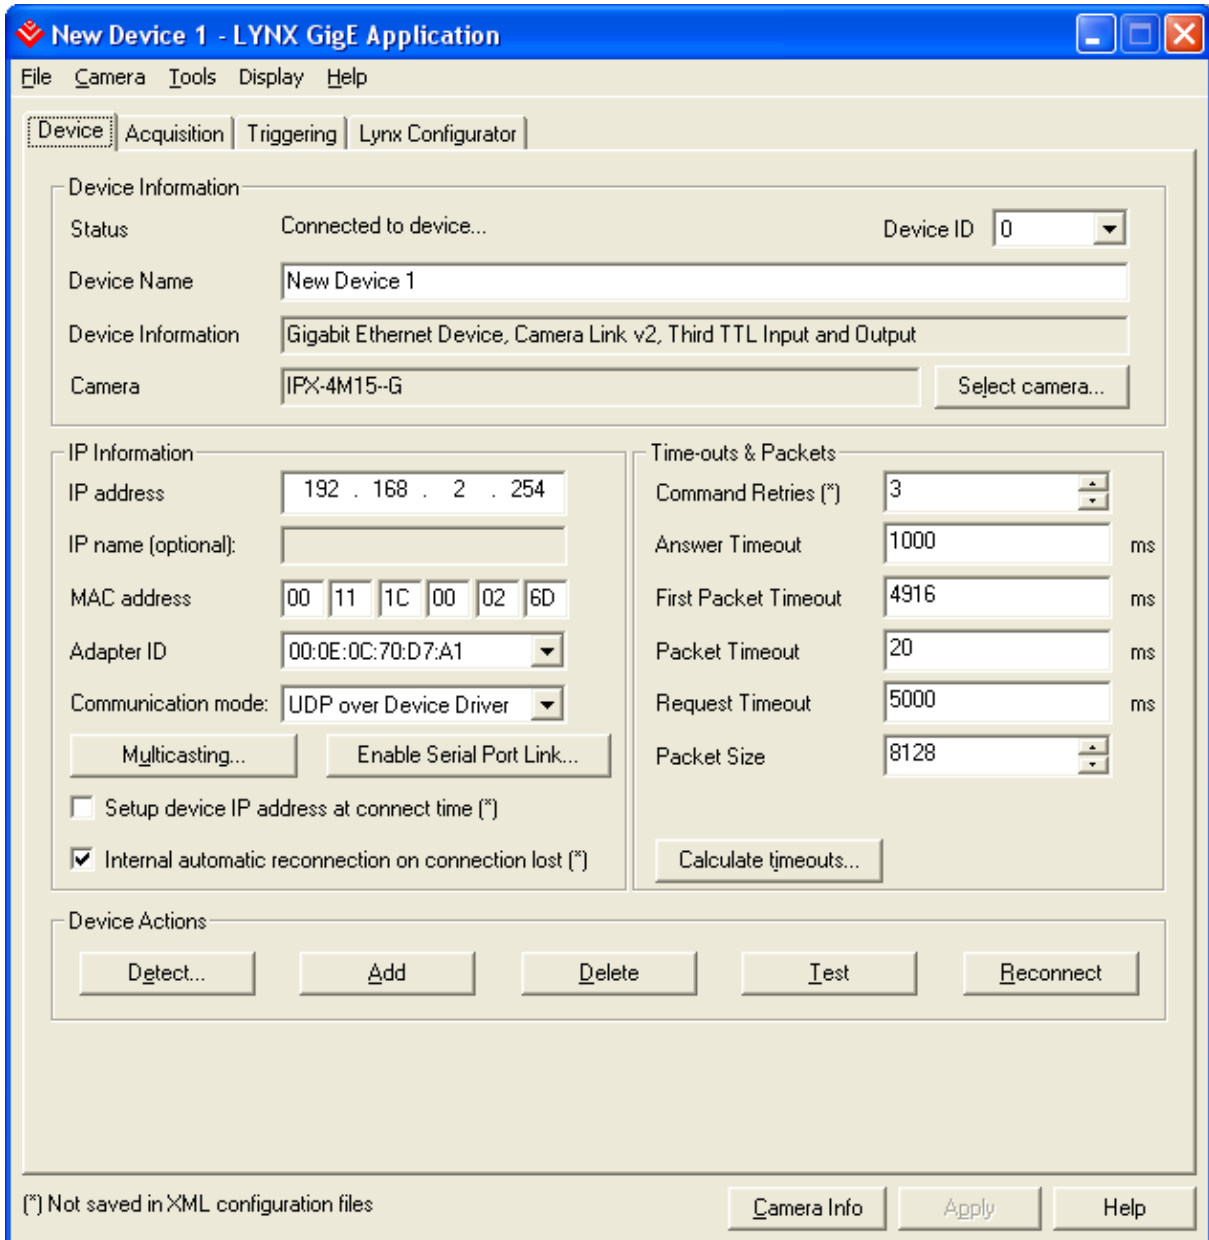 New Device 1 - LYNX GigE Application
File Camera Tools Display Help
Device Acquisition Triggering Lynx Configurator
Device Information
Status Connected to device... Device ID 0
Device Name New Device 1
Device Information Gigabit Ethernet Device, Camera Link v2, Third TTL Input and Output
Camera IPX-4M15--G Select camera...
IP Information
IP address 192 . 168 . 2 . 254
IP name (optional):
MAC address 00 11 1C 00 02 6D
Adapter ID 00:0E:0C:70:D7:A1
Communication mode: UDP over Device Driver
Multicasting... Enable Serial Port Link...
Setup device IP address at connect time (*)
Internal automatic reconnection on connection lost (*)
Time-outs & Packets
Command Retries (*) 3
Answer Timeout 1000 ms
First Packet Timeout 4916 ms
Packet Timeout 20 ms
Request Timeout 5000 ms
Packet Size 8128
Calculate timeouts...
Device Actions
Detect... Add Delete Test Reconnect
(*) Not saved in XML configuration files Camera Info Apply Help